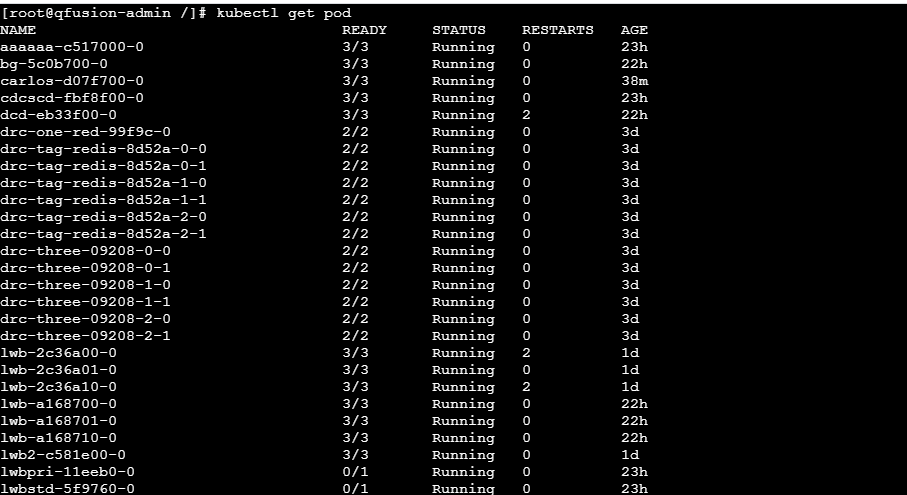 [root@qfusion-admin /]# kubectl get pod
NAME READY STATUS RESTARTS AGE
aaaaaa-c517000-0 3/3 Running 0 23h
bg-5c0b700-0 3/3 Running 0 22h
carlos-d07f700-0 3/3 Running 0 38m
cdcscd-fbf8f00-0 3/3 Running 0 23h
dcd-eb33f00-0 3/3 Running 2 22h
drc-one-red-99f9c-0 2/2 Running 0 3d
drc-tag-redis-8d52a-0-0 2/2 Running 0 3d
drc-tag-redis-8d52a-0-1 2/2 Running 0 3d
drc-tag-redis-8d52a-1-0 2/2 Running 0 3d
drc-tag-redis-8d52a-1-1 2/2 Running 0 3d
drc-tag-redis-8d52a-2-0 2/2 Running 0 3d
drc-tag-redis-8d52a-2-1 2/2 Running 0 3d
drc-three-09208-0-0 2/2 Running 0 3d
drc-three-09208-0-1 2/2 Running 0 3d
drc-three-09208-1-0 2/2 Running 0 3d
drc-three-09208-1-1 2/2 Running 0 3d
drc-three-09208-2-0 2/2 Running 0 3d
drc-three-09208-2-1 2/2 Running 0 3d
lwb-2c36a00-0 3/3 Running 2 1d
lwb-2c36a01-0 3/3 Running 0 1d
lwb-2c36a10-0 3/3 Running 2 1d
lwb-a168700-0 3/3 Running 0 22h
lwb-a168701-0 3/3 Running 0 22h
lwb-a168710-0 3/3 Running 0 22h
lwb2-c581e00-0 3/3 Running 0 1d
lwbpri-11eeb0-0 0/1 Running 0 23h
lwbstd-5f9760-0 0/1 Running 0 23h